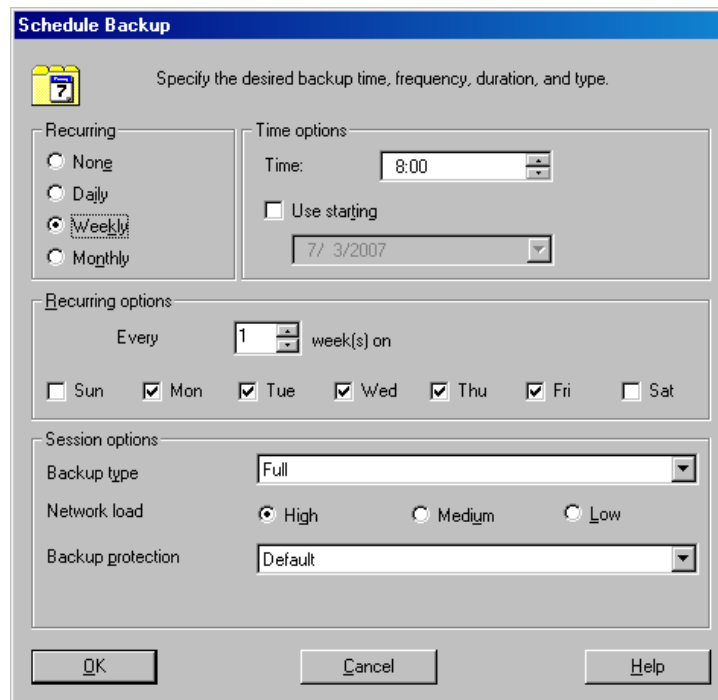 Schedule Backup
7
Specify the desired backup time, frequency, duration, and type.
Recurring
None
Daily
Weekly
Monthly
Time options
Time: 8:00
Use starting
7/ 3/2007
Recurring options
Every 1 week(s) on
Sun Mon Tue Wed Thu Fri Sat
Session options
Backup type Full
Network load High Medium Low
Backup protection Default
OK Cancel Help